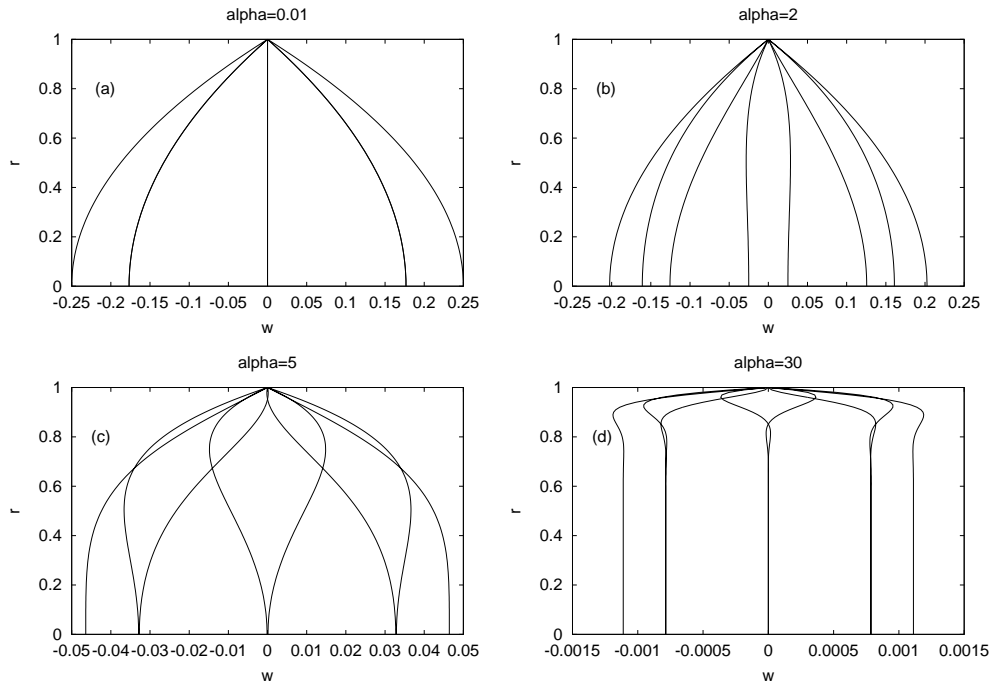 alpha=0.01
(a)
r
1
0.8
0.6
0.4
0.2
0
-0.25 -0.2 -0.15 -0.1 -0.05 0 0.05 0.1 0.15 0.2 0.25
w
alpha=2
(b)
r
1
0.8
0.6
0.4
0.2
0
-0.25 -0.2 -0.15 -0.1 -0.05 0 0.05 0.1 0.15 0.2 0.25
w
alpha=5
(c)
r
1
0.8
0.6
0.4
0.2
0
-0.05 -0.04 -0.03 -0.02 -0.01 0 0.01 0.02 0.03 0.04 0.05
w
alpha=30
(d)
r
1
0.8
0.6
0.4
0.2
0
-0.0015 -0.001 -0.0005 0 0.0005 0.001 0.0015
w